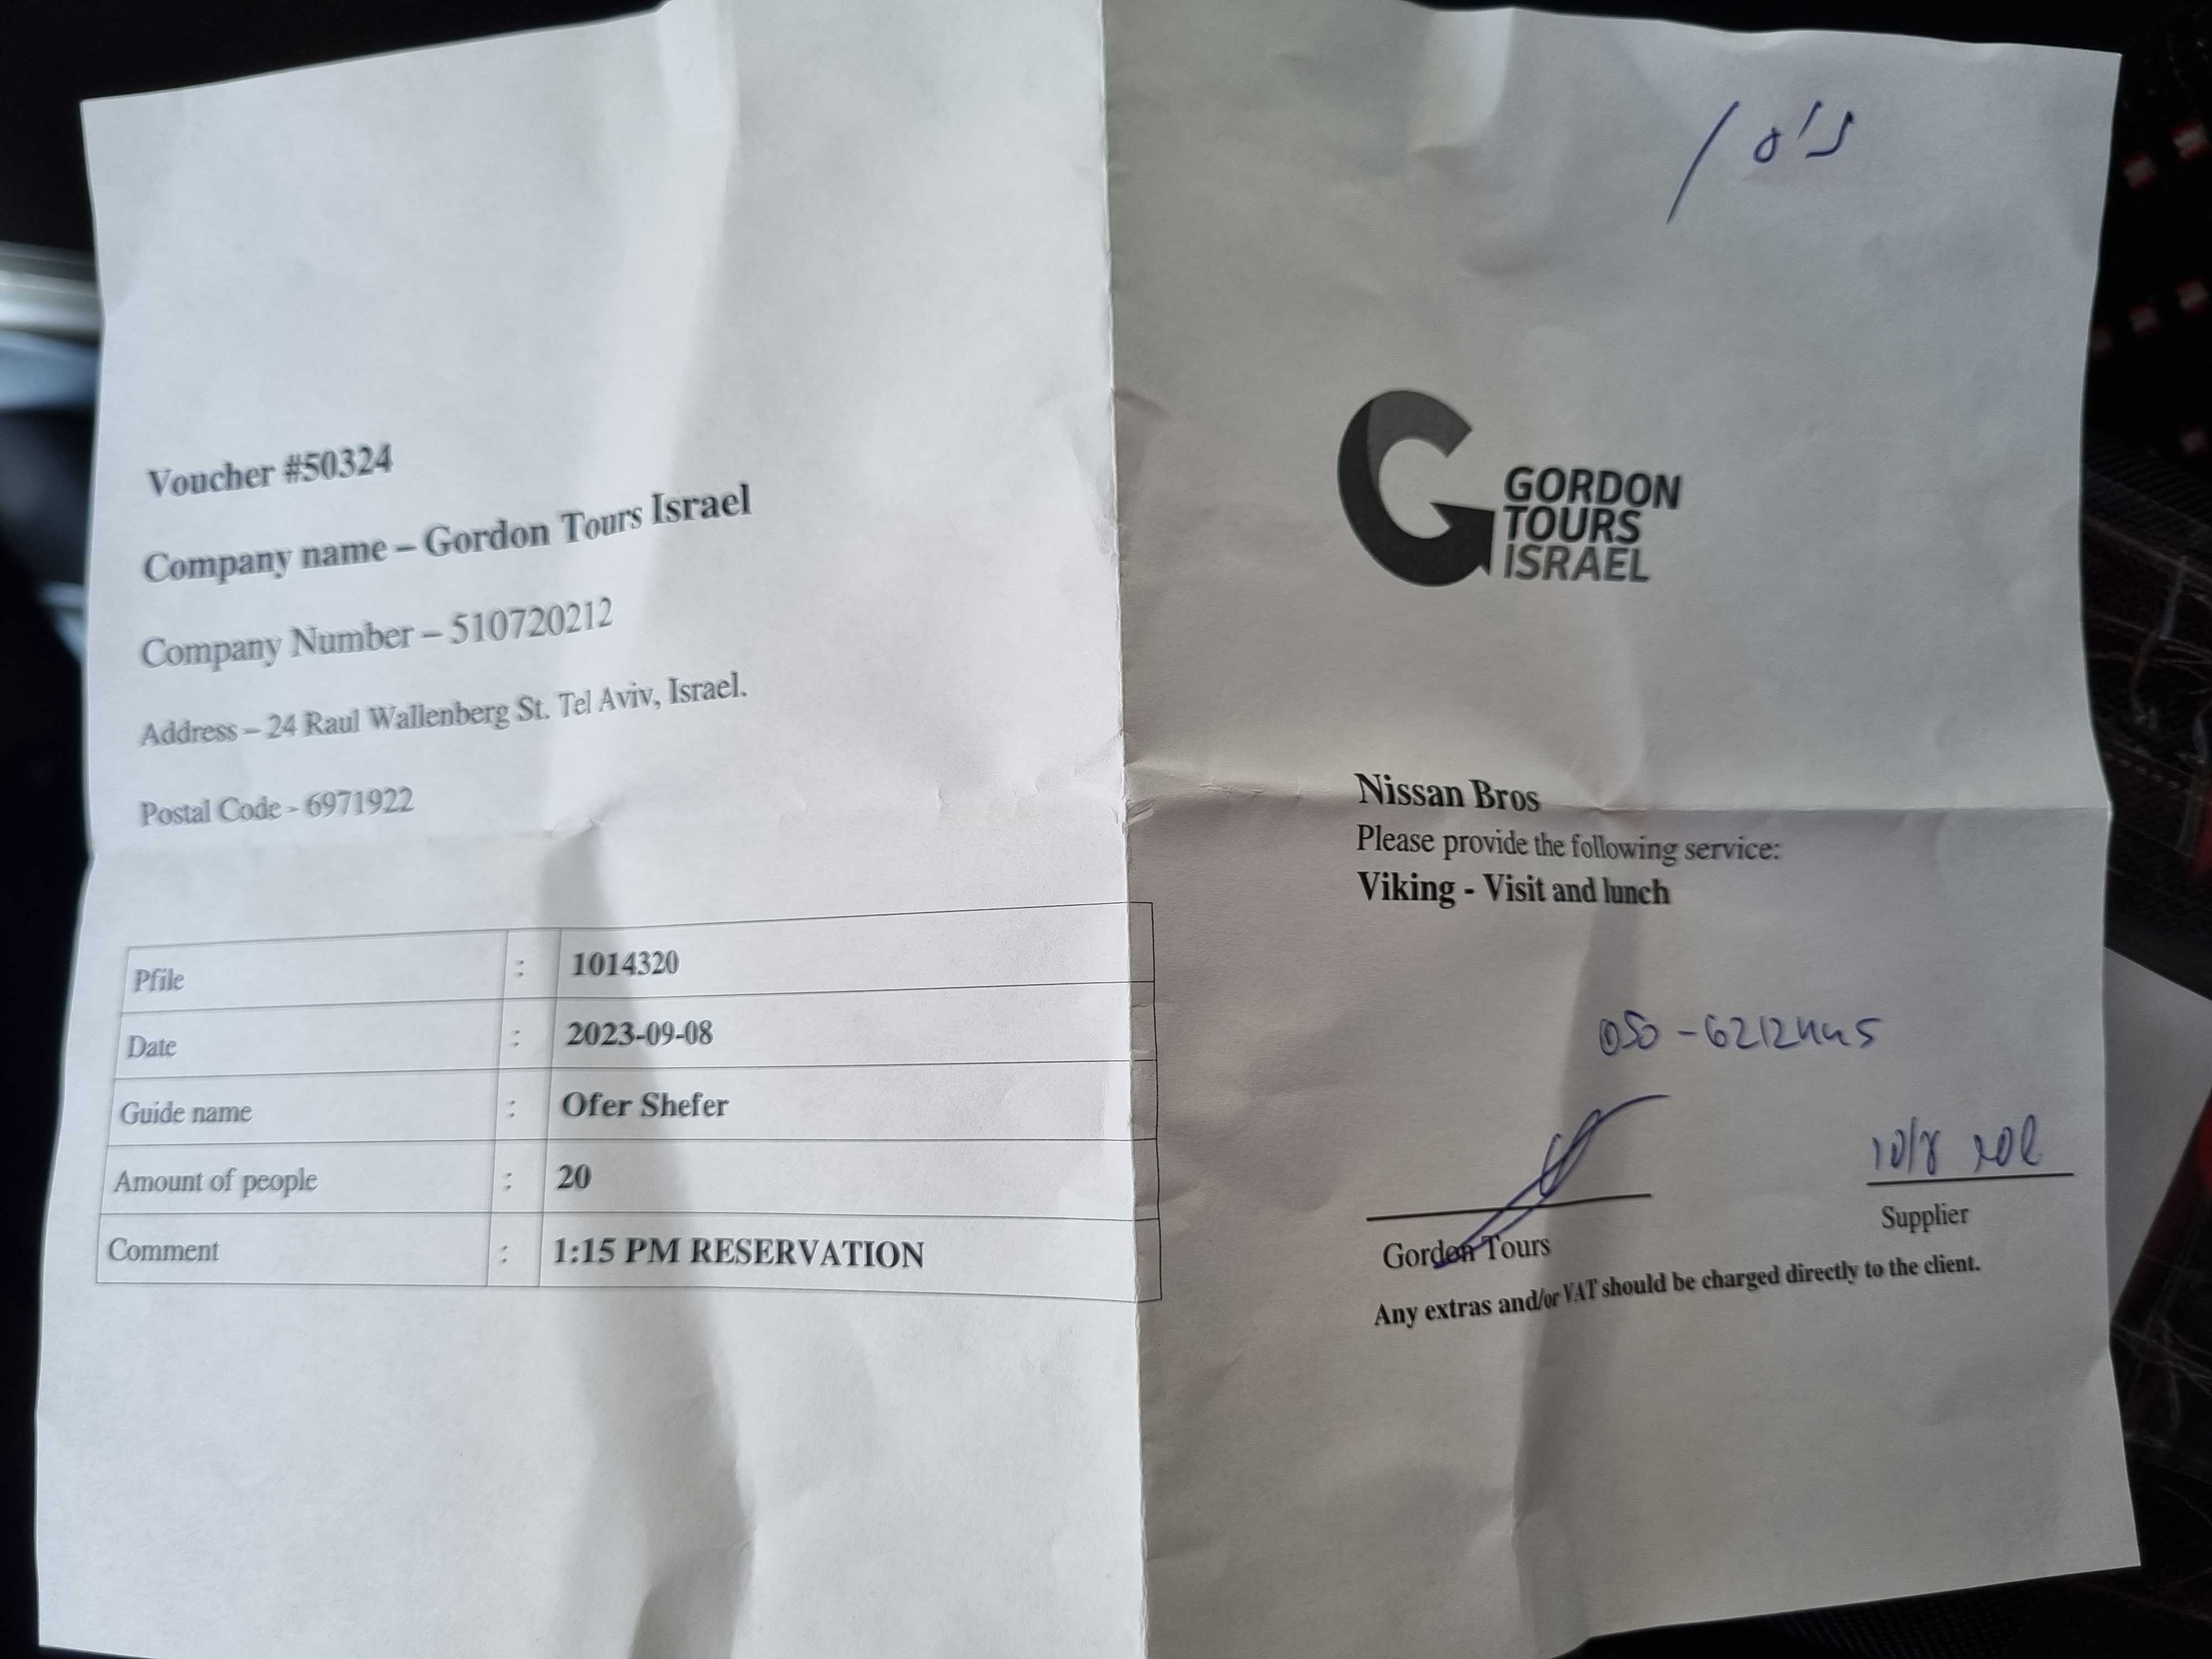 Voucher #50324
Company name – Gordon Tours Israel
Company Number – 510720212
Address – 24 Raul Wallenberg St. Tel Aviv, Israel.
Postal Code - 6971922
Pfile : 1014320
Date : 2023-09-08
Guide name : Ofer Shefer
Amount of people : 20
Comment : 1:15 PM RESERVATION
GORDON
TOURS
ISRAEL
Nissan Bros
Please provide the following service:
Viking - Visit and lunch
050-6212445
Gordon Tours
Supplier
Any extras and/or VAT should be charged directly to the client.